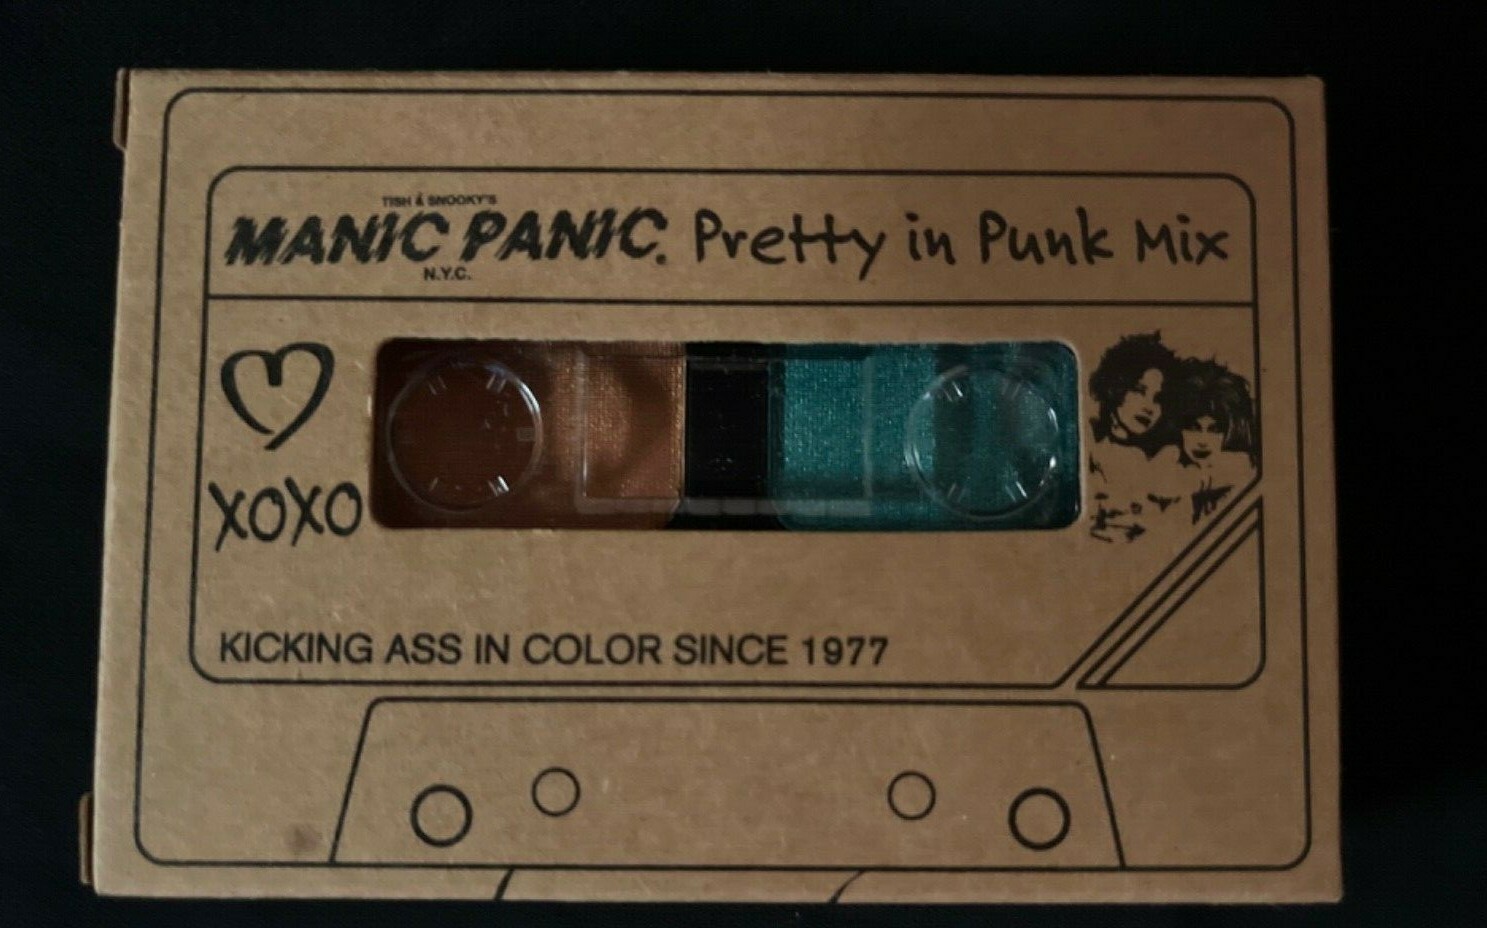 TISH & SNOOKY'S
MANIC PANIC. Pretty in Punk Mix
N.Y.C.
XOXO
KICKING ASS IN COLOR SINCE 1977